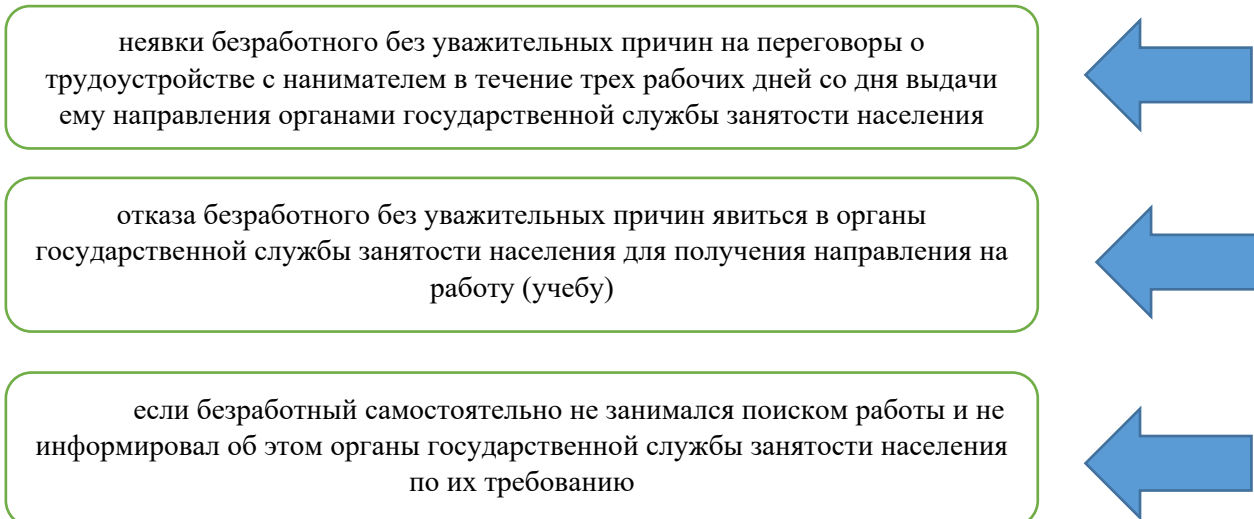 неявки безработного без уважительных причин на переговоры о
трудоустройстве с нанимателем в течение трех рабочих дней со дня выдачи
ему направления органами государственной службы занятости населения
отказа безработного без уважительных причин явиться в органы
государственной службы занятости населения для получения направления на
работу (учебу)
если безработный самостоятельно не занимался поиском работы и не
информировал об этом органы государственной службы занятости населения
по их требованию